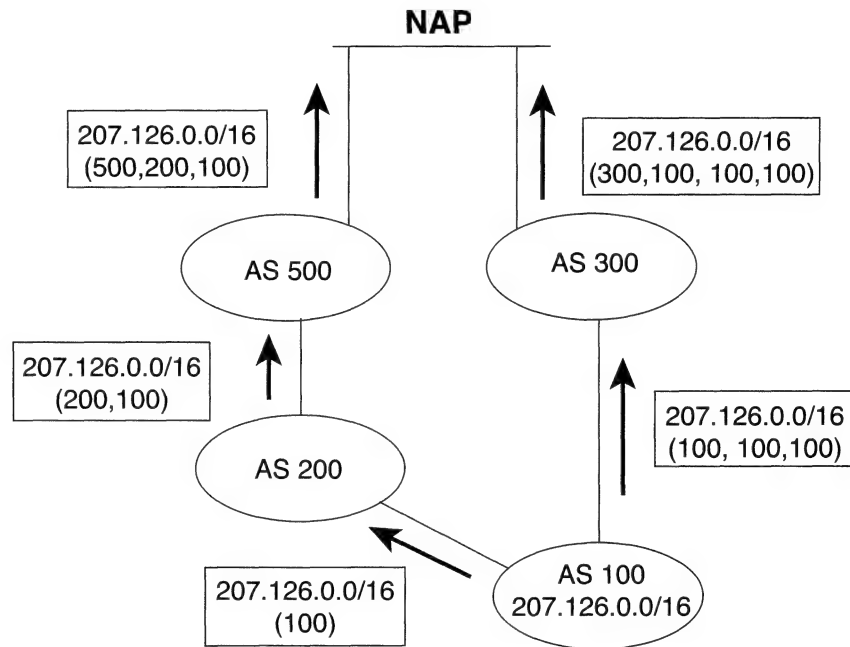 NAP
207.126.0.0/16
(500,200,100)
207.126.0.0/16
(300,100, 100,100)
AS 500
AS 300
207.126.0.0/16
(200,100)
207.126.0.0/16
(100, 100,100)
AS 200
207.126.0.0/16
(100)
AS 100
207.126.0.0/16